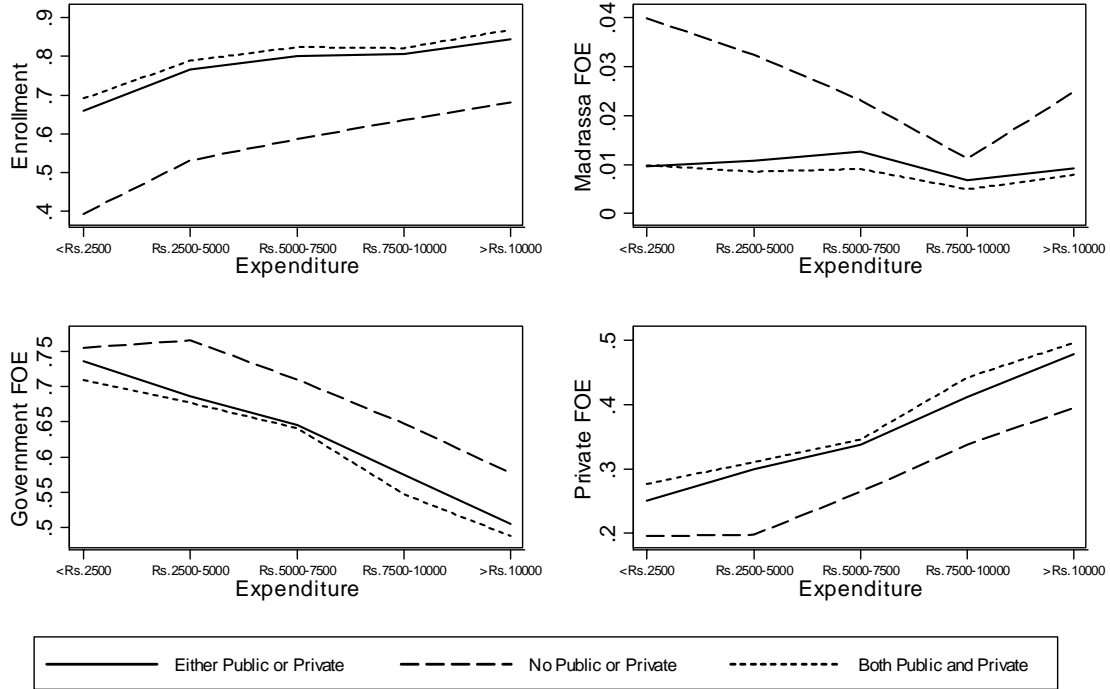 Enrollment
.9
.8
.7
.6
.5
.4
<Rs.2500 Rs.2500-5000 Rs.5000-7500 Rs.7500-10000 >Rs.10000
Expenditure
Madrassa FOE
.04
.03
.02
.01
0
<Rs.2500 Rs.2500-5000 Rs.5000-7500 Rs.7500-10000 >Rs.10000
Expenditure
Government FOE
.75
.7
.65
.6
.55
.5
<Rs.2500 Rs.2500-5000 Rs.5000-7500 Rs.7500-10000 >Rs.10000
Expenditure
Private FOE
.5
.4
.3
.2
<Rs.2500 Rs.2500-5000 Rs.5000-7500 Rs.7500-10000 >Rs.10000
Expenditure
Either Public or Private No Public or Private Both Public and Private